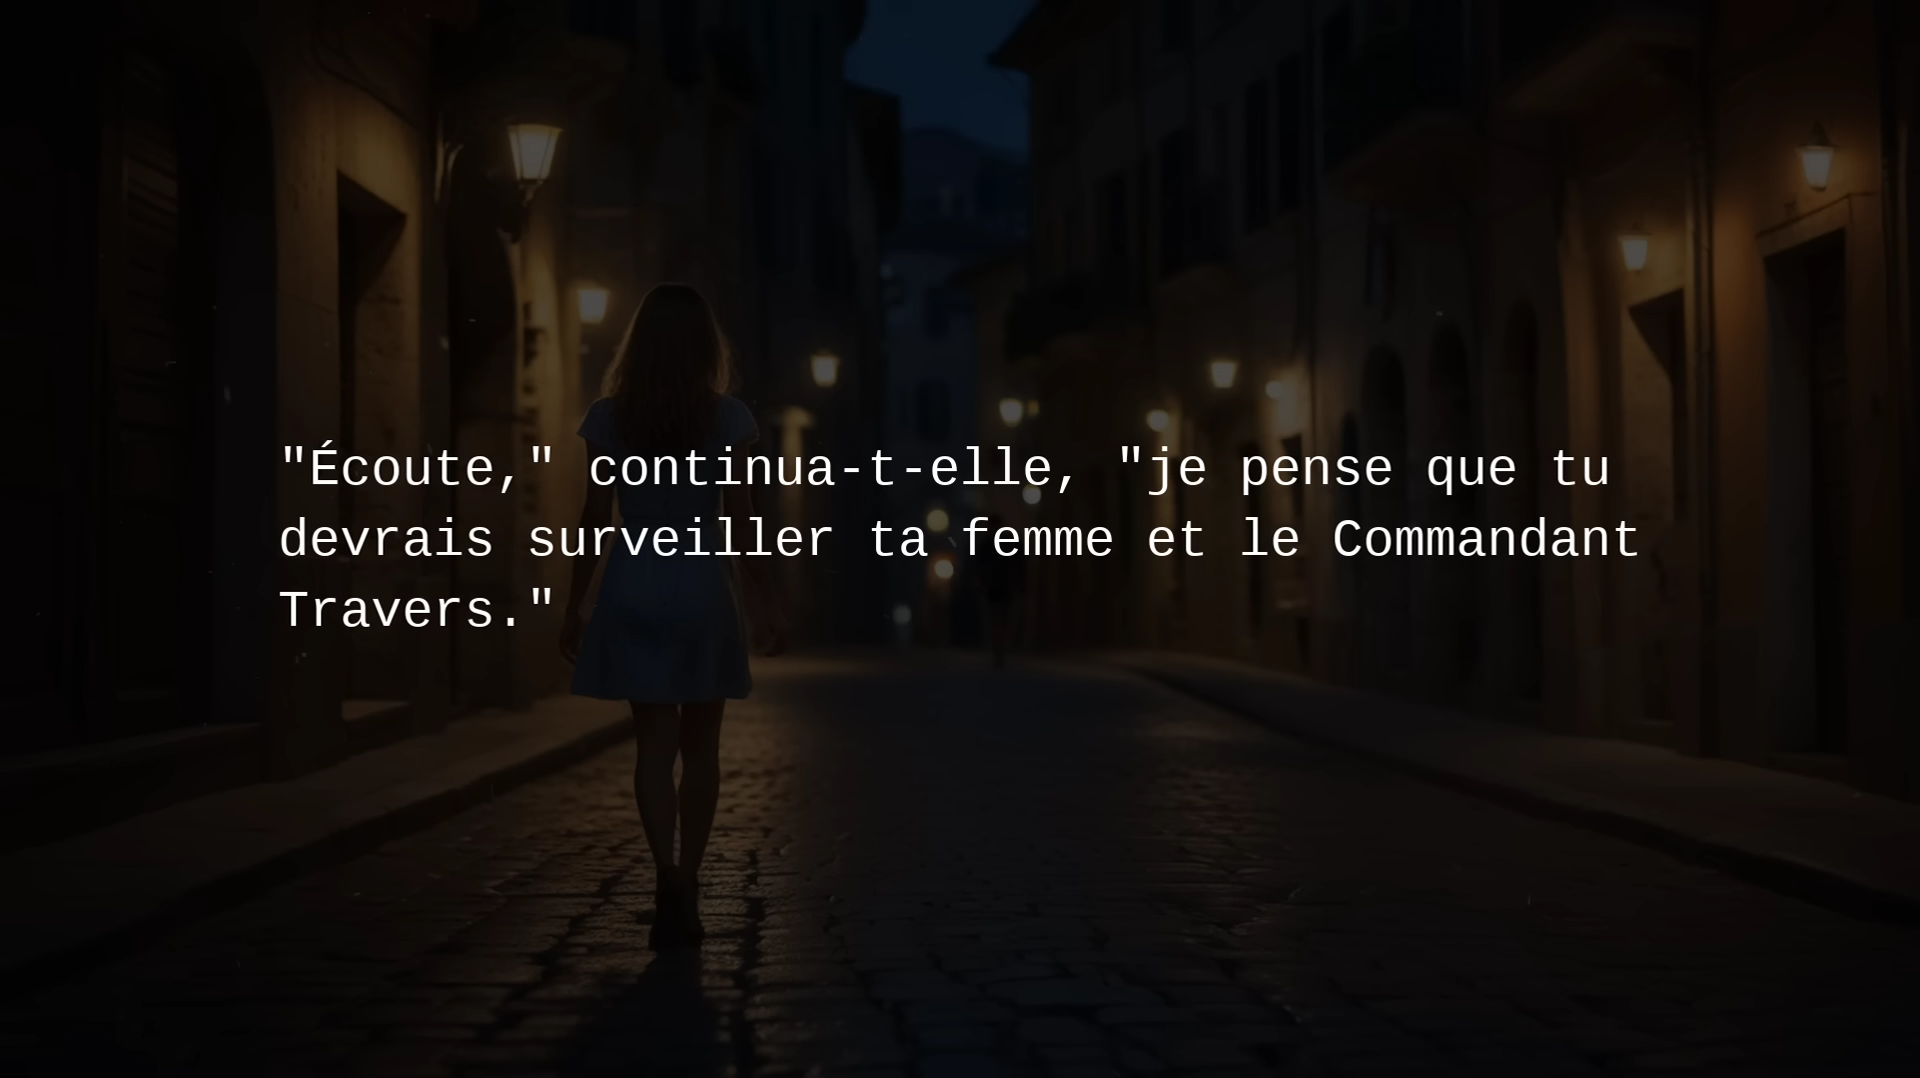 "Écoute," continua-t-elle, "je pense que tu
devrais surveiller ta femme et le Commandant
Travers."